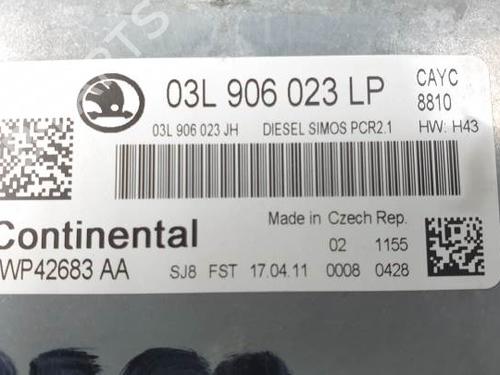 03L 906 023 LP
CAYC
8810
03L 906 023 JH DIESEL SIMOS PCR2.1 HW: H43
Continental
Made in Czech Rep.
02 1155
WP42683 AA SJ8 FST 17.04.11 0008 0428